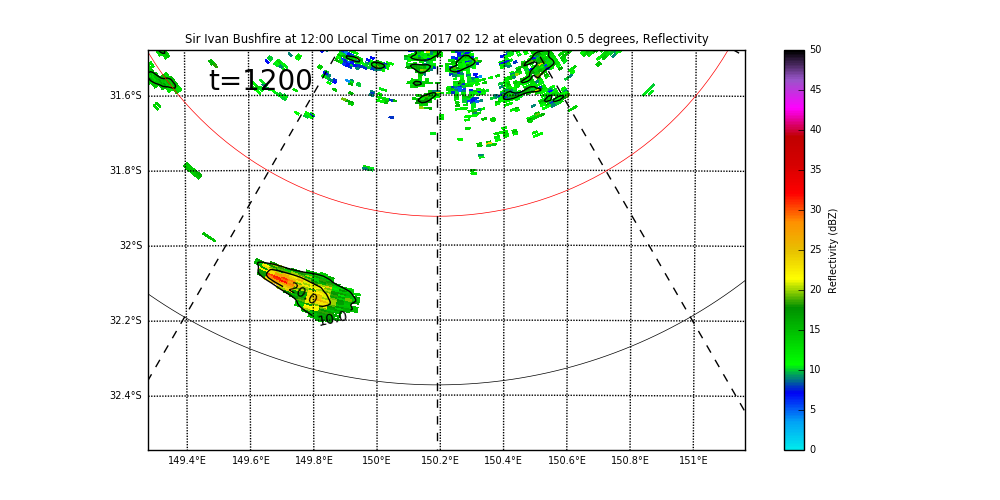 Sir Ivan Bushfire at 12:00 Local Time on 2017 02 12 at elevation 0.5 degrees, Reflectivity
t=1200
31.6°S
31.8°S
32°S
32.2°S
32.4°S
20.0
10.0
149.4°E 149.6°E 149.8°E 150°E 150.2°E 150.4°E 150.6°E 150.8°E 151°E
50
45
40
35
30
25
20
15
10
5
0
Reflectivity (dBZ)